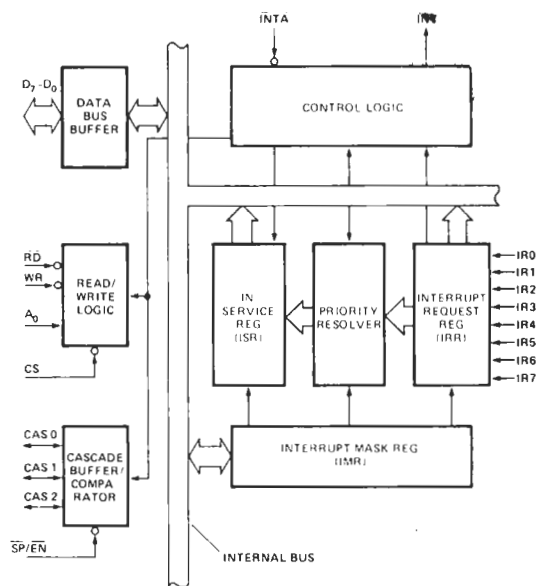 INTA
D7-D0
DATA
BUS
BUFFER
CONTROL LOGIC
RD
WR
A0
CS
READ/
WRITE
LOGIC
IN
SERVICE
REG
(ISR)
PRIORITY
RESOLVER
INTERRUPT
REQUEST
REG
(IRR)
IR0
IR1
IR2
IR3
IR4
IR5
IR6
IR7
CAS 0
CAS 1
CAS 2
CASCADE
BUFFER/
COMPA
RATOR
SP/EN
INTERRUPT MASK REG
(IMR)
INTERNAL BUS